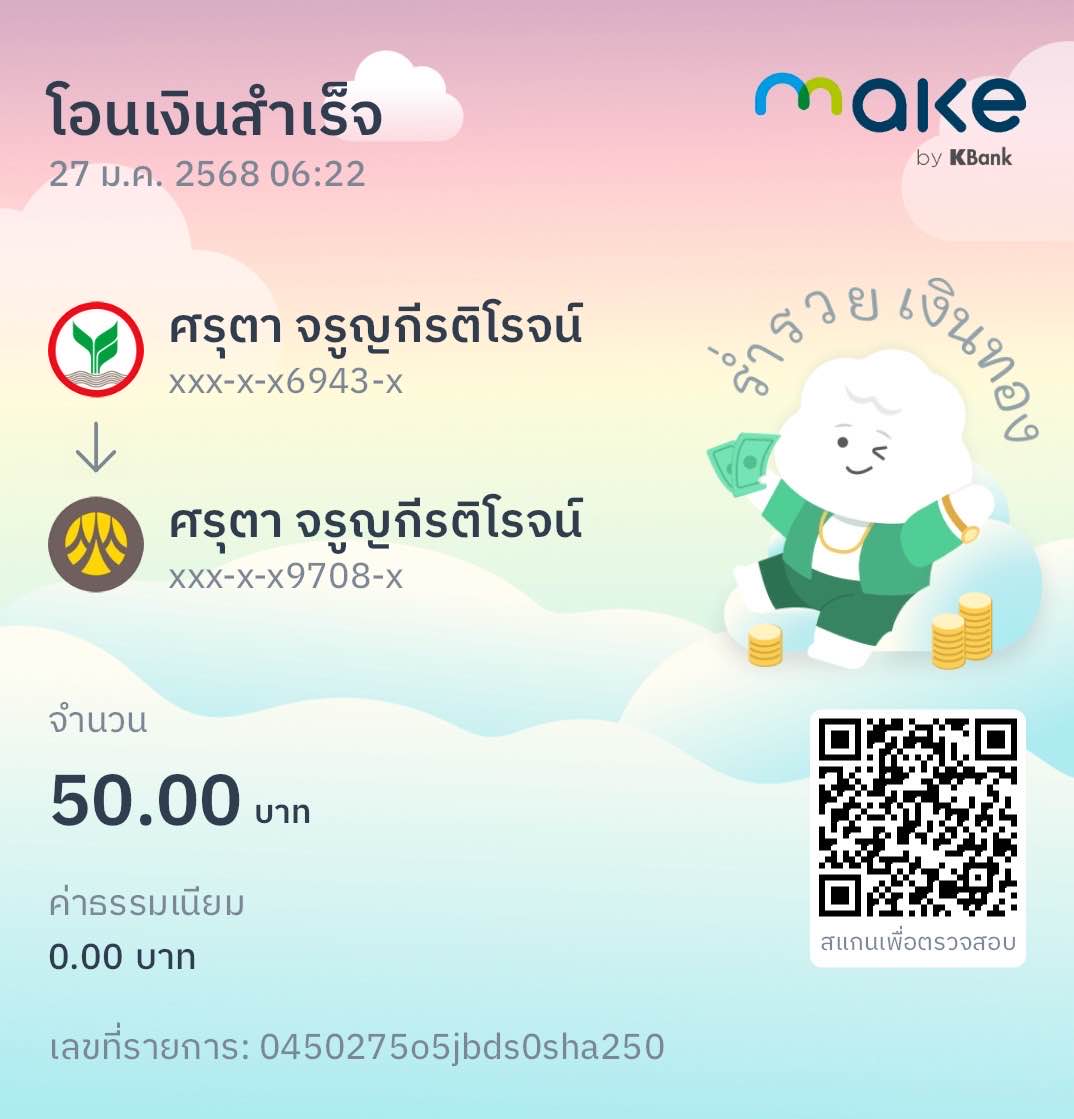 โอนเงินสำเร็จ
27 ม.ค. 2568 06:22
make
by KBank
ศรุตา จรูญกีรติโรจน์
xxx-x-x6943-x
ศรุตา จรูญกีรติโรจน์
xxx-x-x9708-x
ร่ำรวย เงินทอง
จำนวน
50.00 บาท
ค่าธรรมเนียม
0.00 บาท
สแกนเพื่อตรวจสอบ
เลขที่รายการ: 0450275o5jbds0sha250